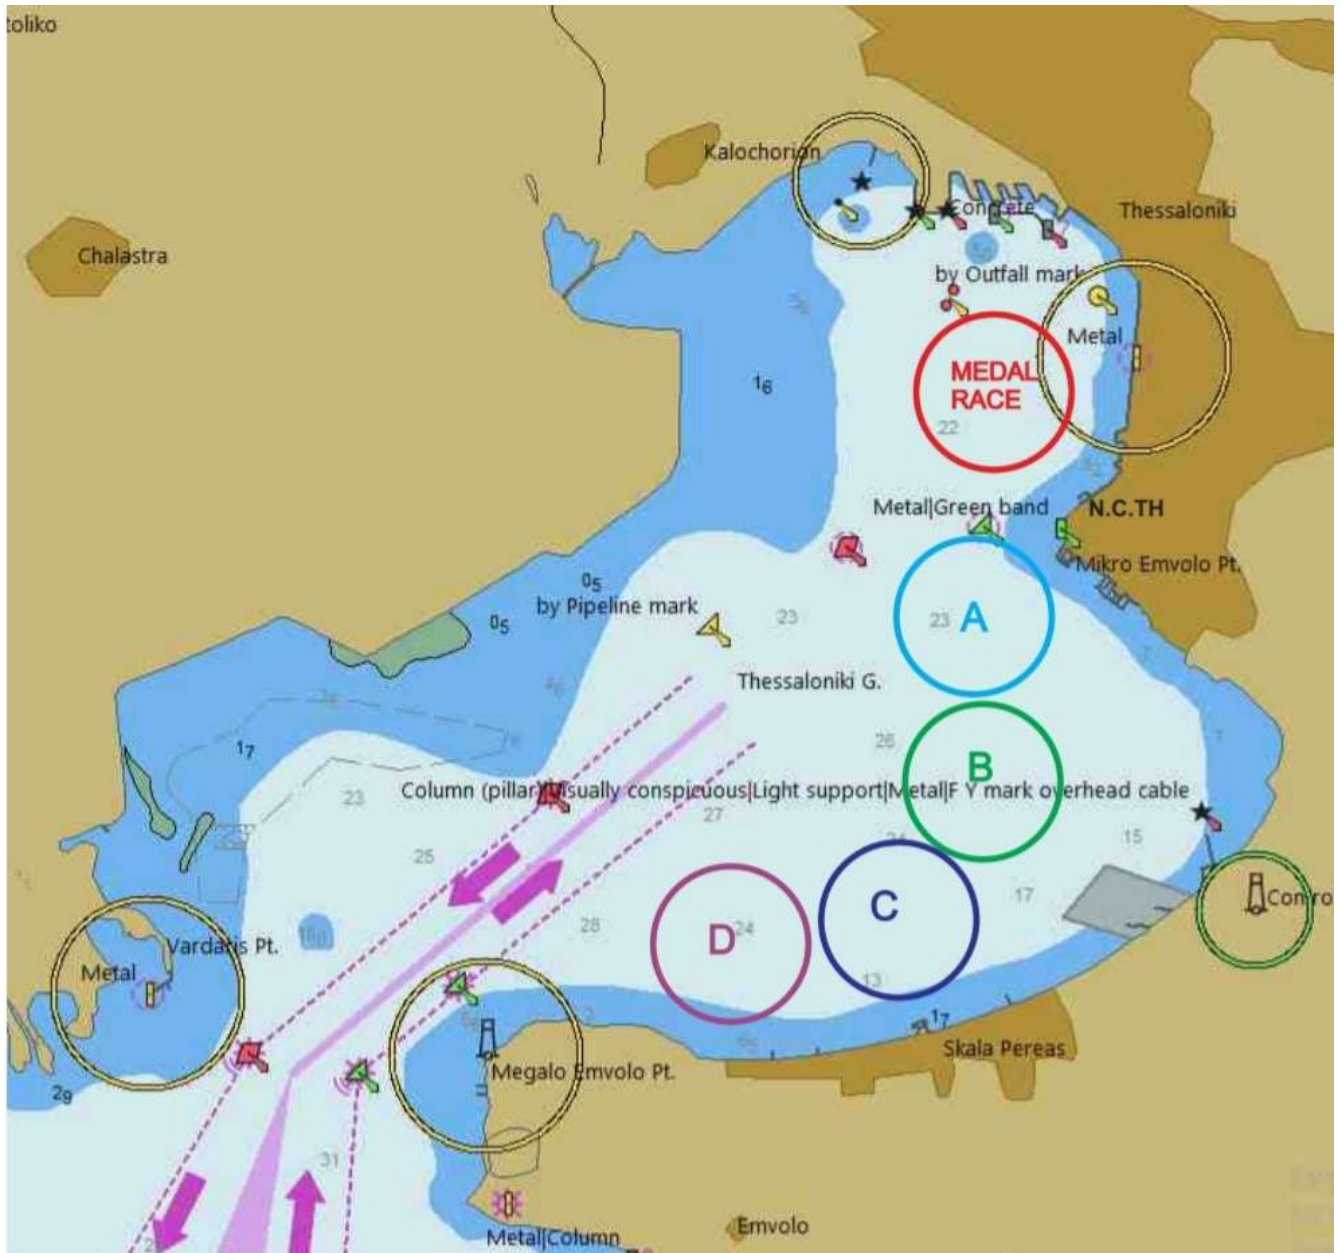 toliko
Kalochorion
Thessaloniki
Concrete
Chalastra
by Outfall mark
Metal
16
MEDAL
RACE
22
Metal|Green band
N.C.TH
Mikro Emvolo Pt.
05
by Pipeline mark
05
23
23
A
Thessaloniki G.
17
26
B
Column (pillar)|Visually conspicuous|Light support|Metal|F Y mark overhead cable
23
27
15
25
17
C
28
D
24
Vardaris Pt.
Metal
13
17
Skala Pereas
Megalo Emvolo Pt.
29
31
Metal|Column
Emvolo